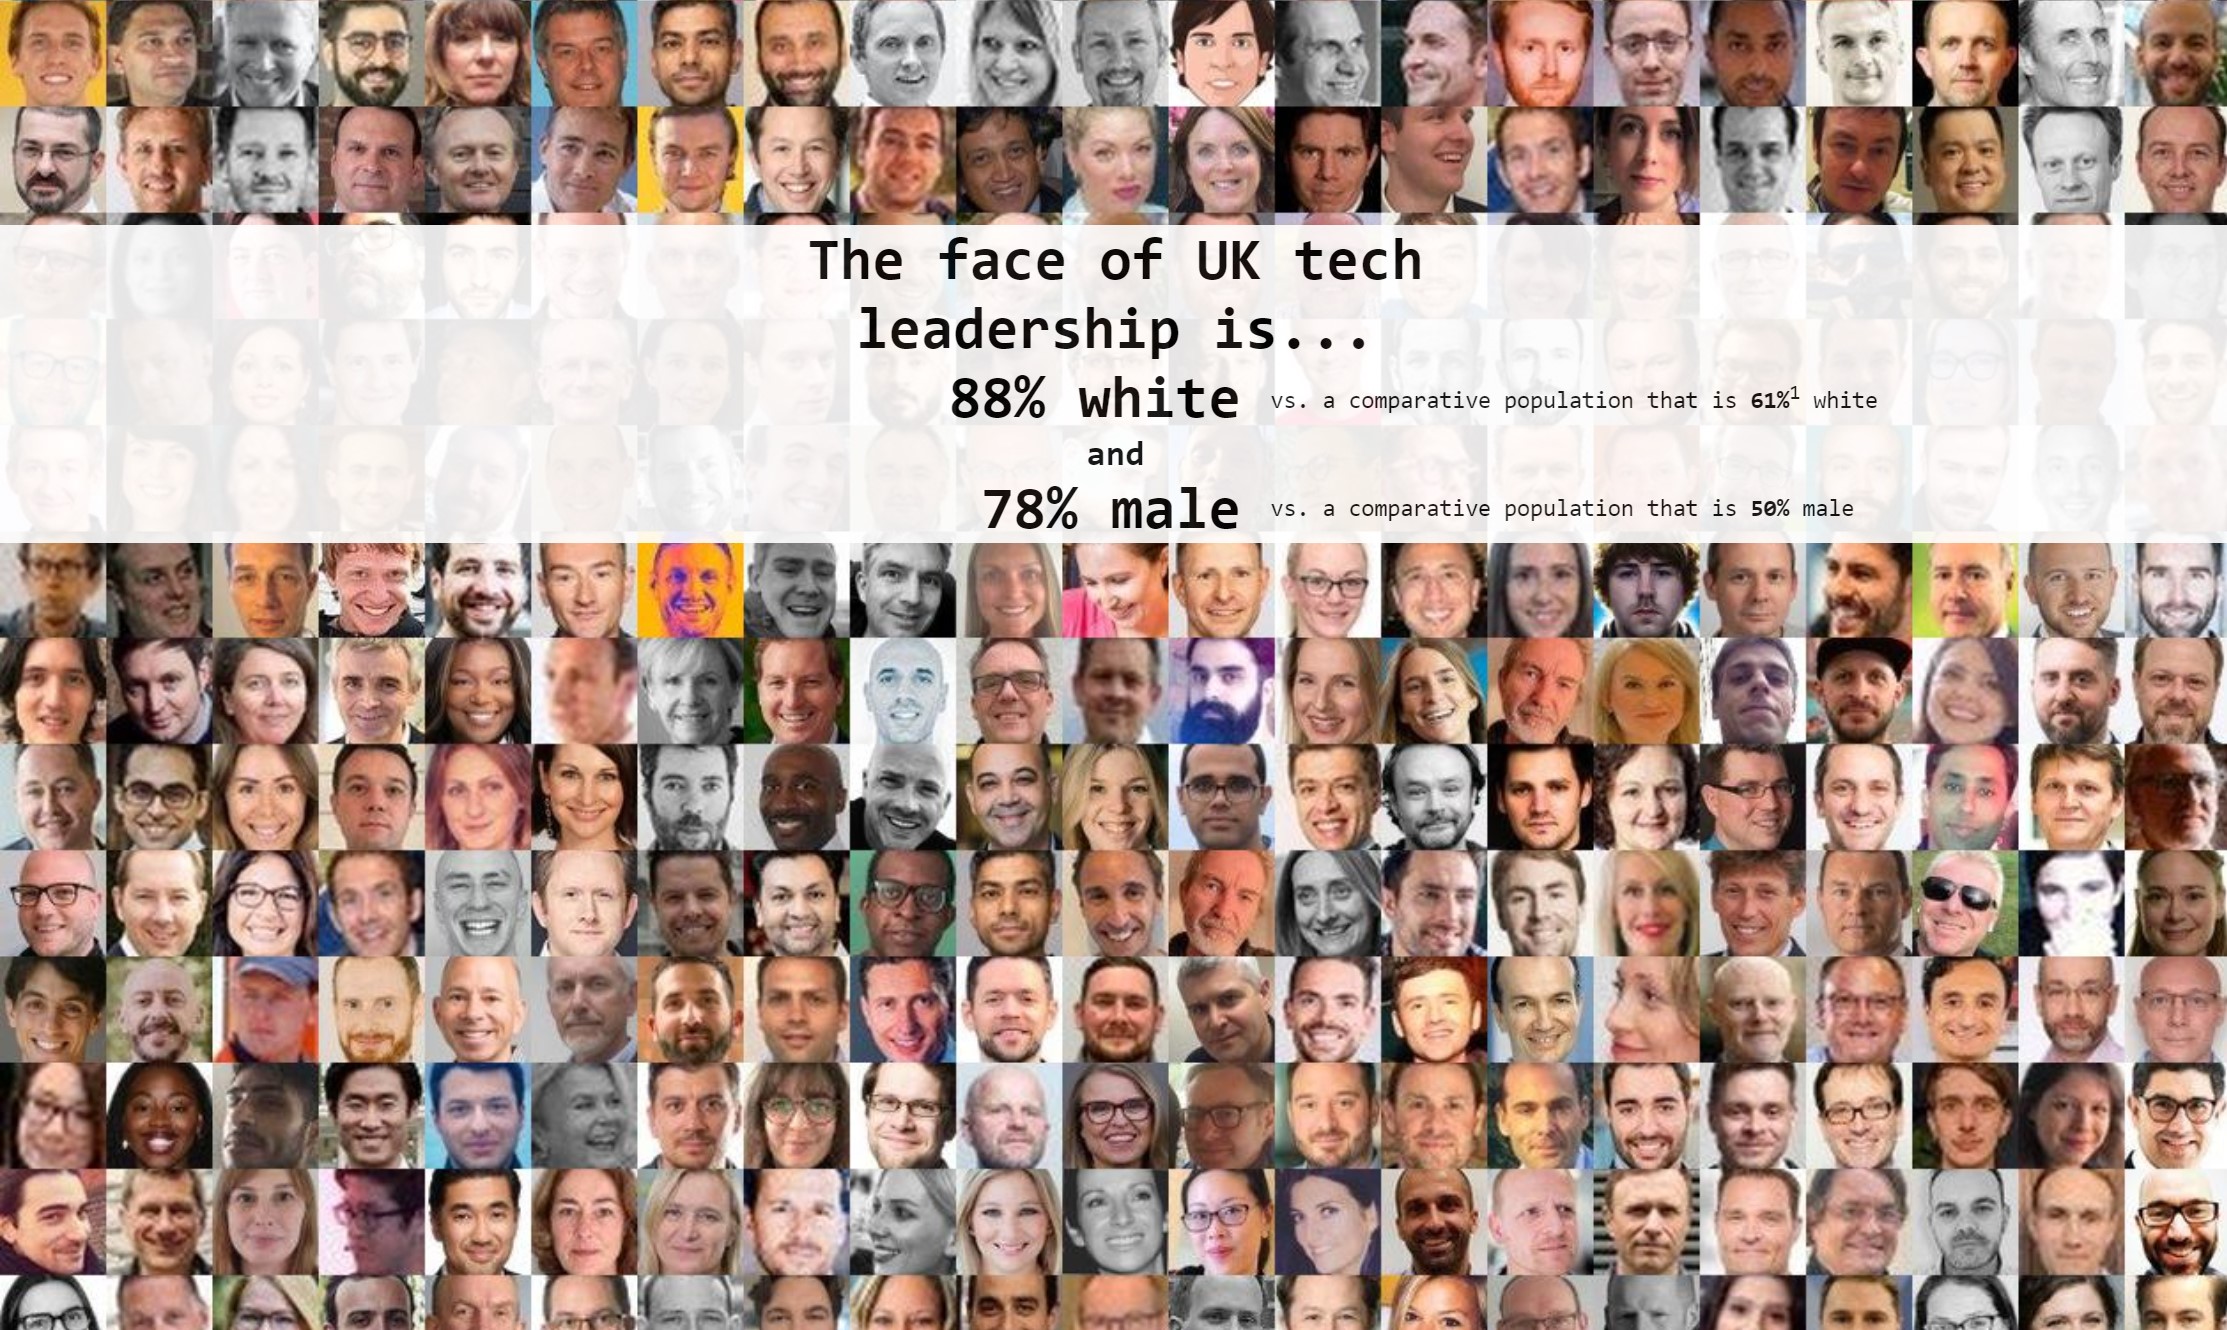 The face of UK tech
leadership is...
88% white vs. a comparative population that is 61%¹ white
and
78% male vs. a comparative population that is 50% male